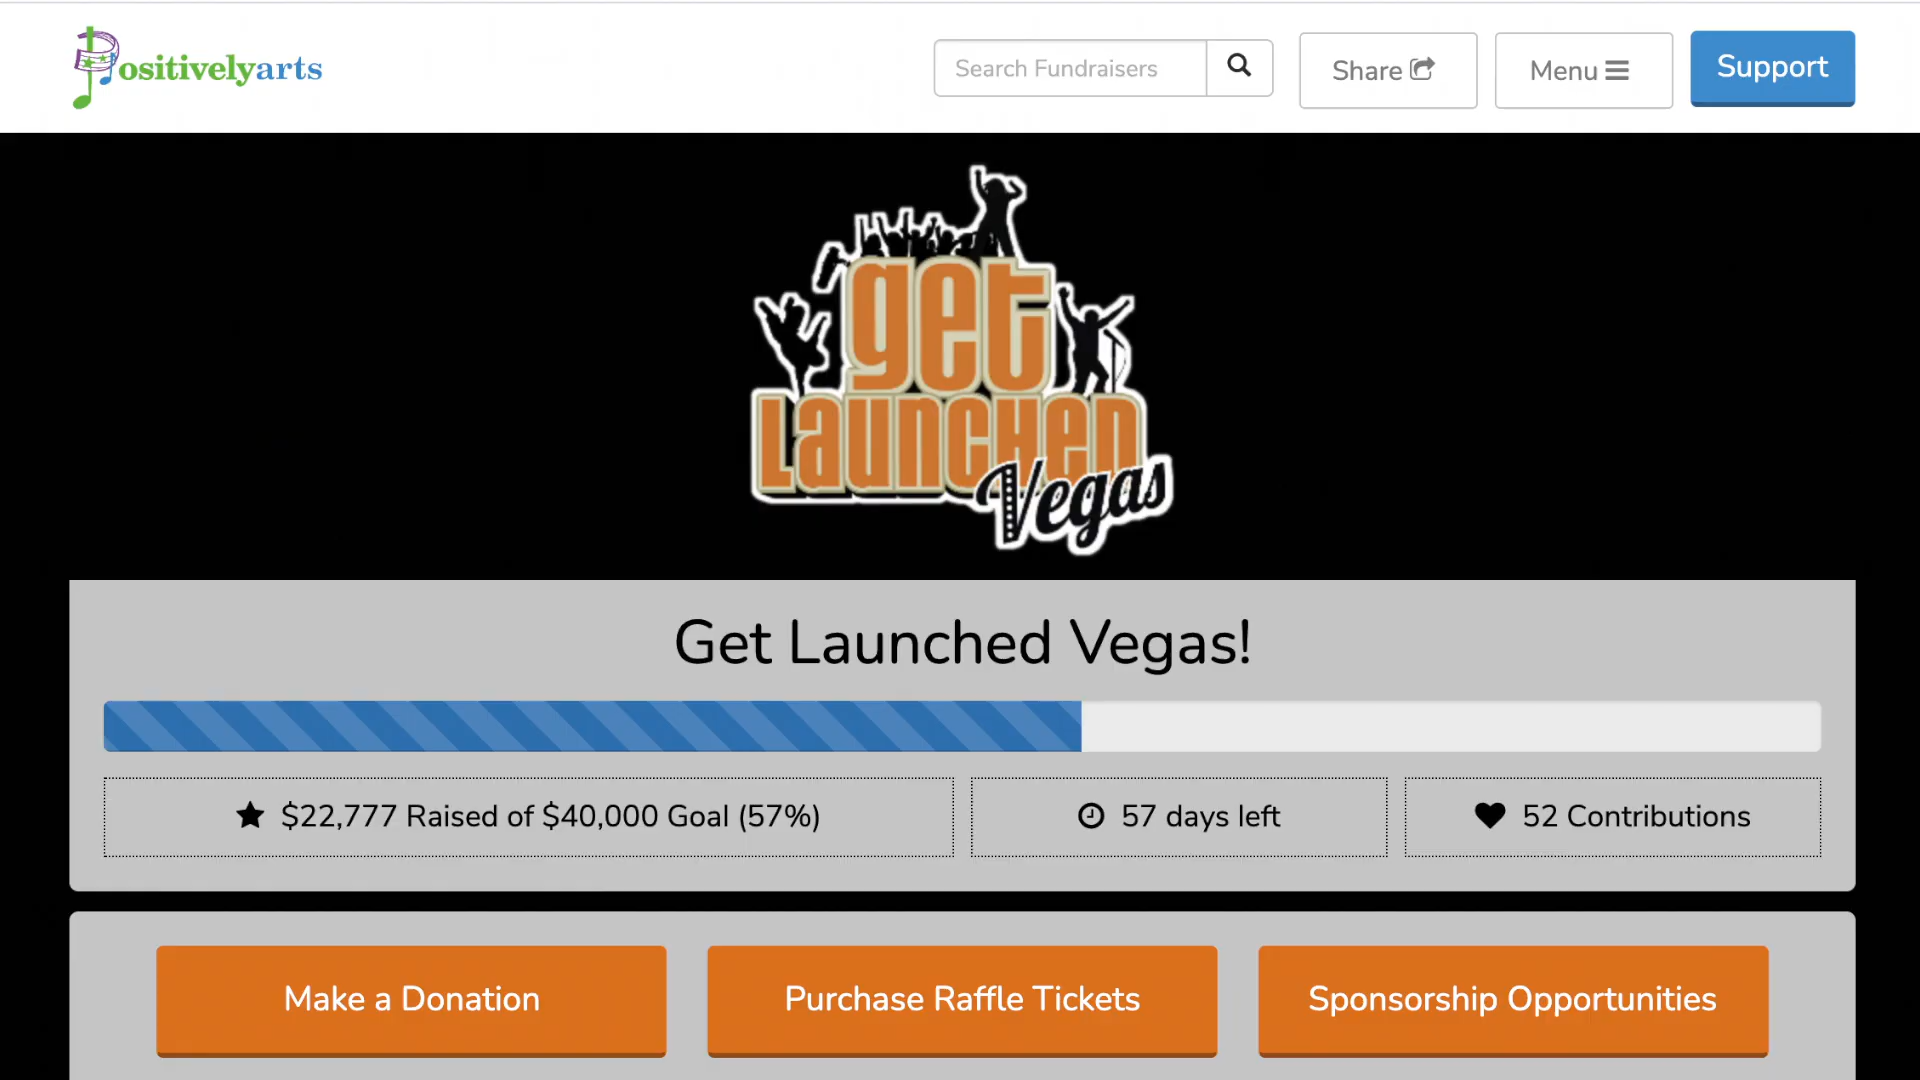 Positivelyarts
Search Fundraisers
Share
Menu
Support
get
Launched
Vegas
Get Launched Vegas!
$22,777 Raised of $40,000 Goal (57%)
57 days left
52 Contributions
Make a Donation
Purchase Raffle Tickets
Sponsorship Opportunities